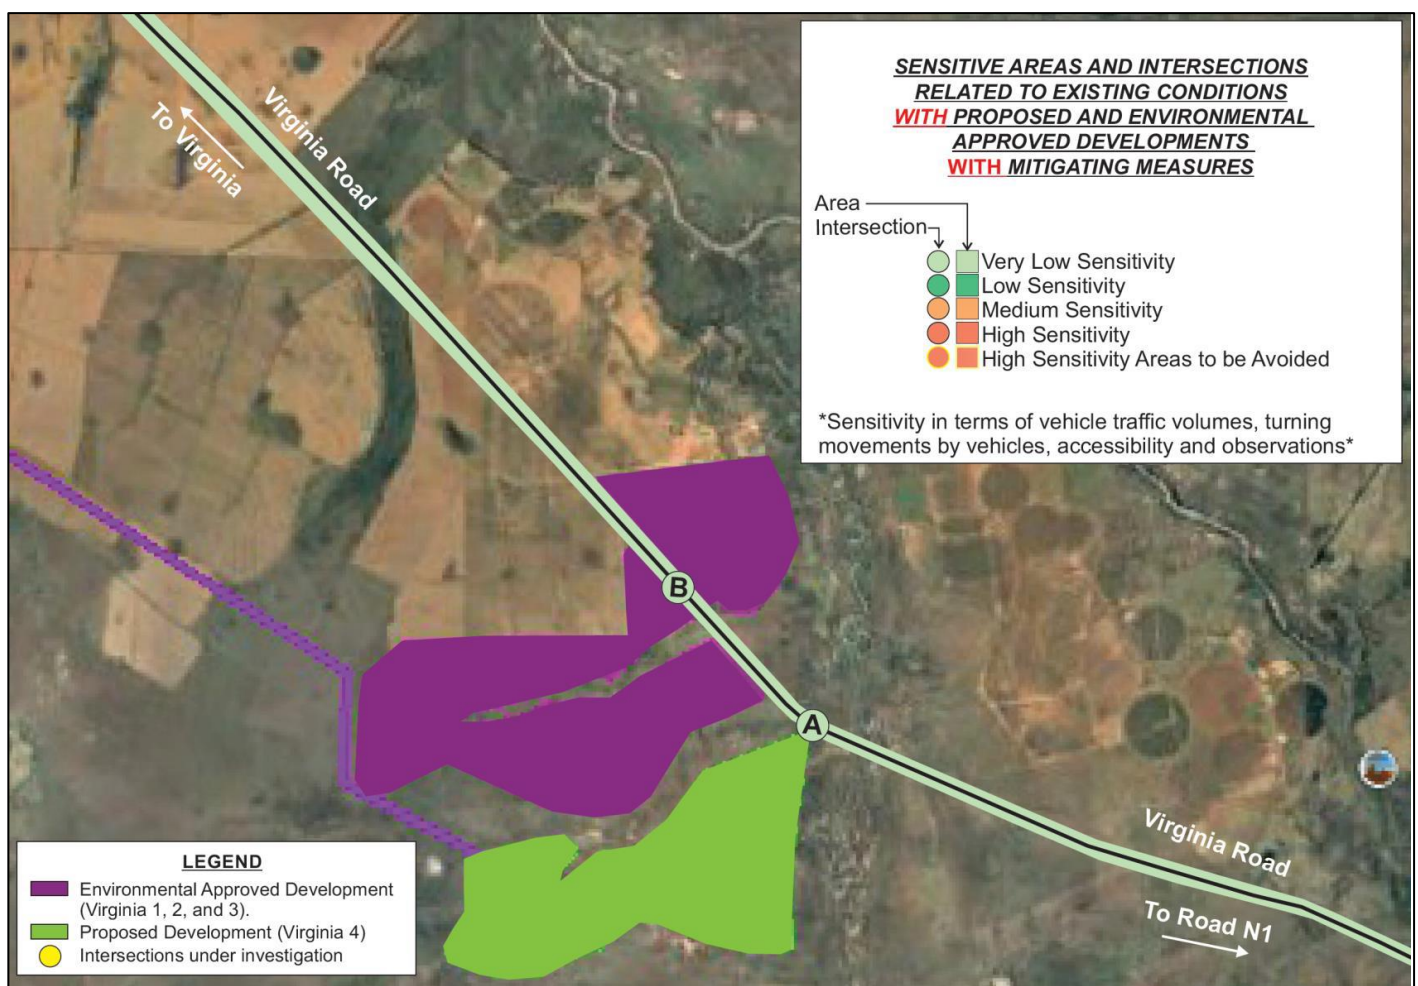 SENSITIVE AREAS AND INTERSECTIONS
RELATED TO EXISTING CONDITIONS
WITH PROPOSED AND ENVIRONMENTAL
APPROVED DEVELOPMENTS
WITH MITIGATING MEASURES
Area
Intersection
Very Low Sensitivity
Low Sensitivity
Medium Sensitivity
High Sensitivity
High Sensitivity Areas to be Avoided
*Sensitivity in terms of vehicle traffic volumes, turning
movements by vehicles, accessibility and observations*
Virginia Road
To Virginia
B
A
Virginia Road
To Road N1
LEGEND
Environmental Approved Development
(Virginia 1, 2, and 3).
Proposed Development (Virginia 4)
Intersections under investigation